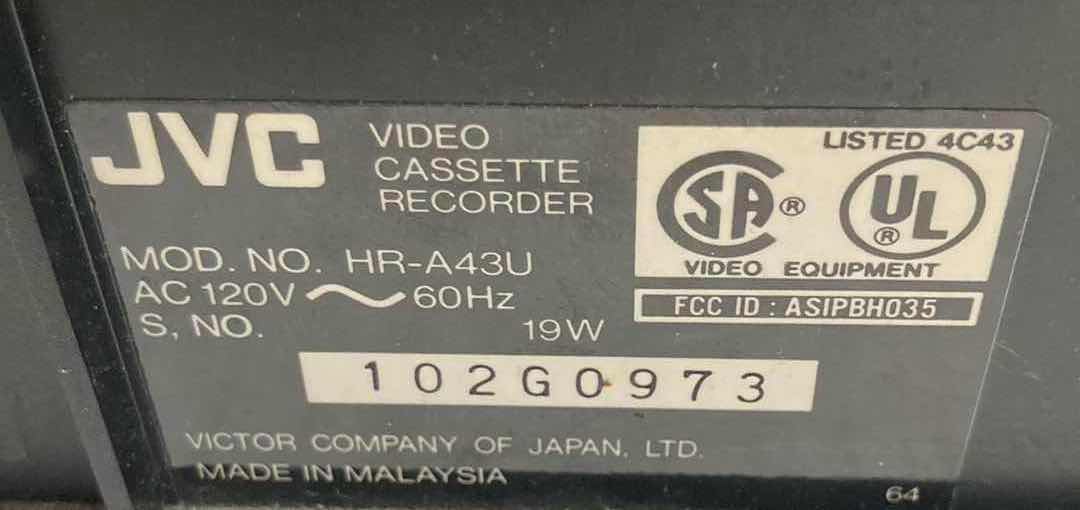 JVC
VIDEO
CASSETTE
RECORDER
MOD. NO. HR-A43U
AC 120V ~ 60Hz
S, NO. 19W
102G0973
VICTOR COMPANY OF JAPAN, LTD.
MADE IN MALAYSIA
LISTED 4C43
SA ® UL ®
VIDEO EQUIPMENT
FCC ID : ASIPBH035
64